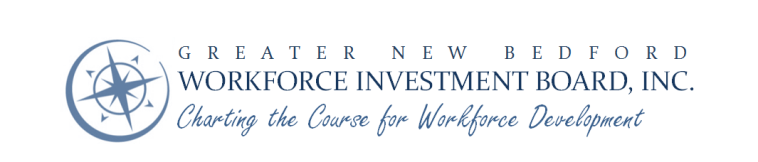 GREATER NEW BEDFORD
WORKFORCE INVESTMENT BOARD, INC.
Charting the Course for Workforce Development